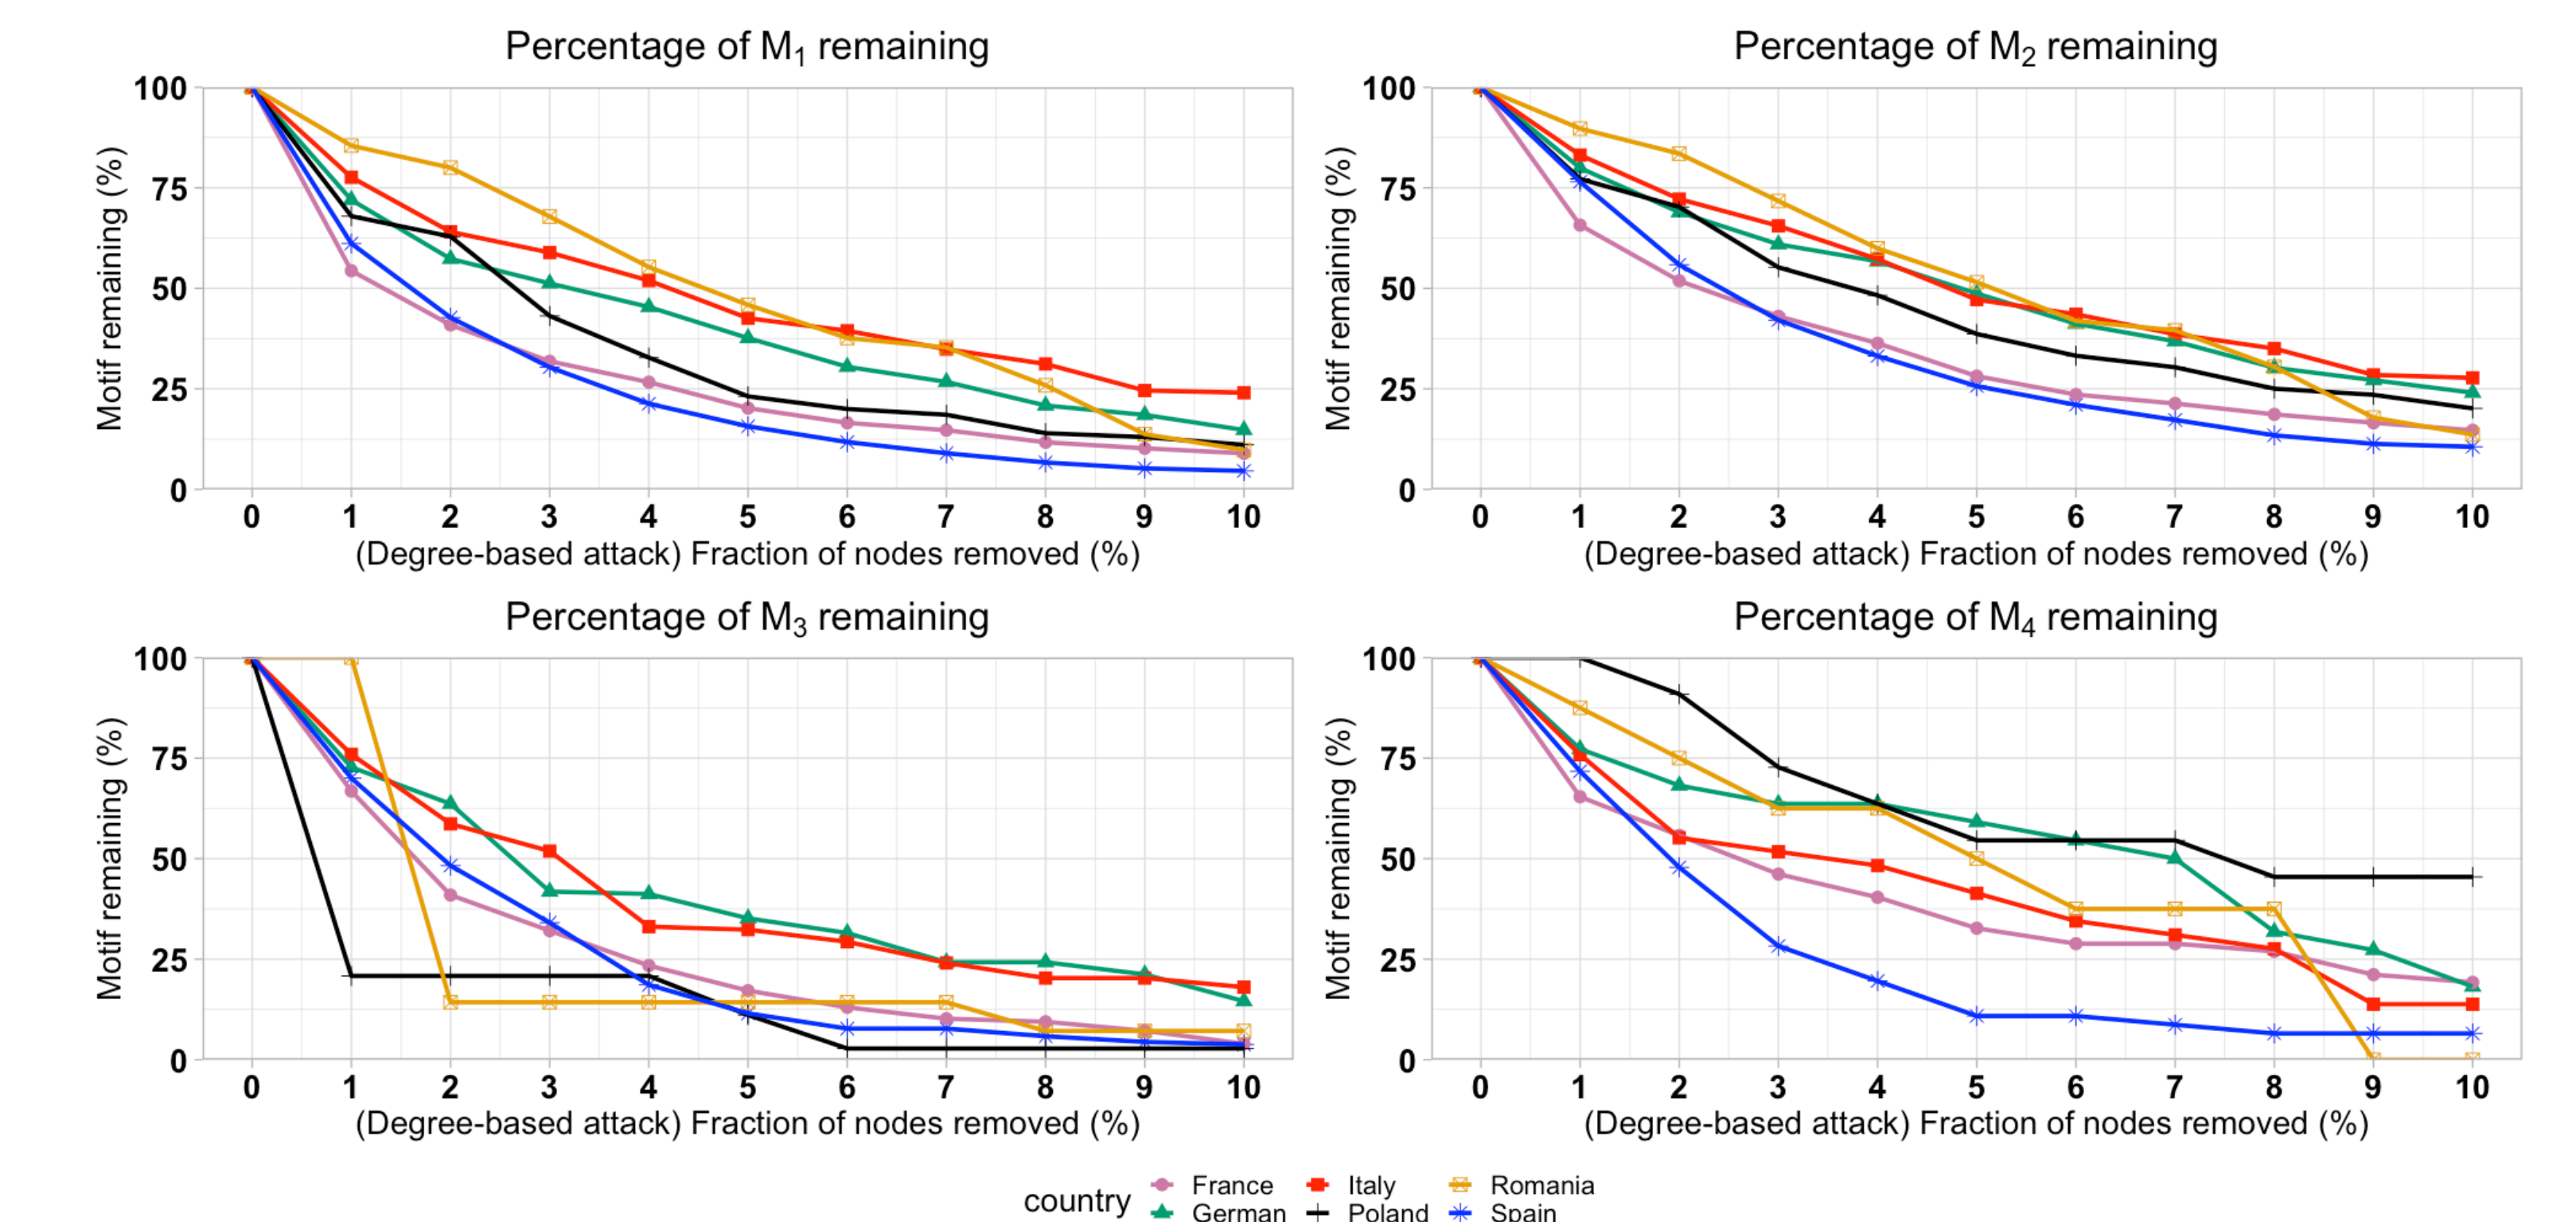 Percentage of M1 remaining
Motif remaining (%)
100
75
50
25
0
0 1 2 3 4 5 6 7 8 9 10
(Degree-based attack) Fraction of nodes removed (%)
Percentage of M2 remaining
Motif remaining (%)
100
75
50
25
0
0 1 2 3 4 5 6 7 8 9 10
(Degree-based attack) Fraction of nodes removed (%)
Percentage of M3 remaining
Motif remaining (%)
100
75
50
25
0
0 1 2 3 4 5 6 7 8 9 10
(Degree-based attack) Fraction of nodes removed (%)
Percentage of M4 remaining
Motif remaining (%)
100
75
50
25
0
0 1 2 3 4 5 6 7 8 9 10
(Degree-based attack) Fraction of nodes removed (%)
country
France Italy Romania
German Poland Spain